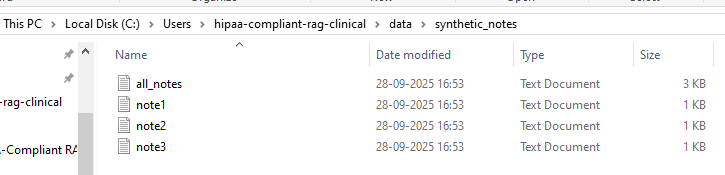 This PC › Local Disk (C:) › Users › hipaa-compliant-rag-clinical › data › synthetic_notes
Name Date modified Type Size
all_notes 28-09-2025 16:53 Text Document 3 KB
-rag-clinical note1 28-09-2025 16:53 Text Document 1 KB
note2 28-09-2025 16:53 Text Document 1 KB
A-Compliant RA note3 28-09-2025 16:53 Text Document 1 KB